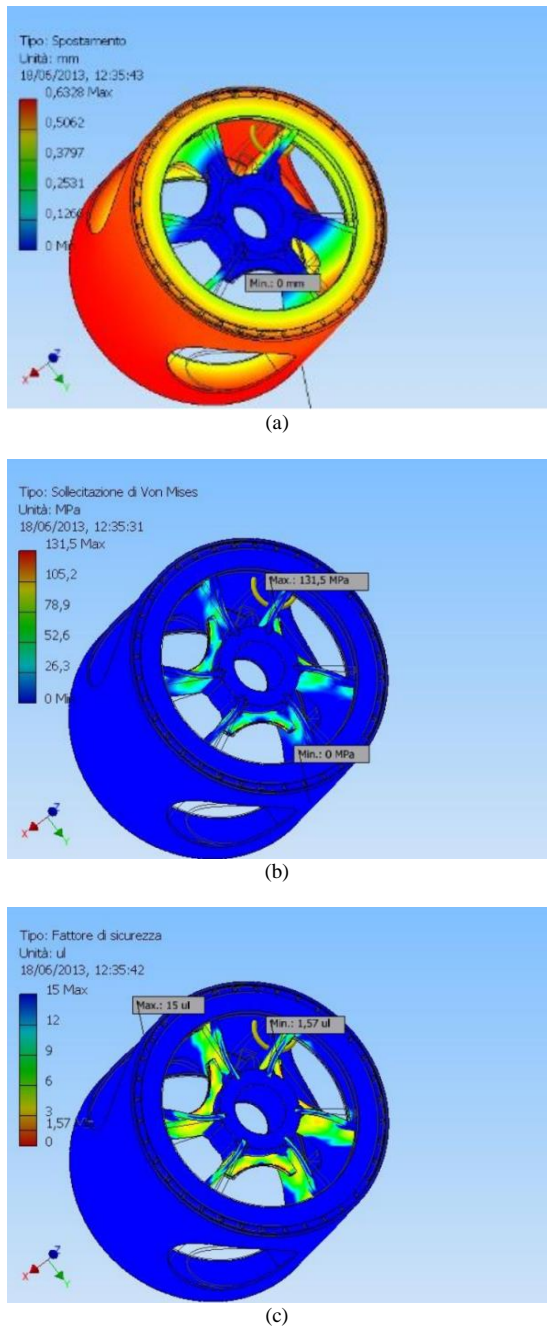 Tipo: Spostamento
Unità: mm
18/06/2013, 12:35:43
0,6328 Max
0,5062
0,3797
0,2531
0 M
Min.: 0 mm
X
Y
Z
(a)
Tipo: Sollecitazione di Von Mises
Unità: MPa
18/06/2013, 12:35:31
131,5 Max
105,2
78,9
52,6
26,3
0 Min
Max.: 131,5 MPa
Min.: 0 MPa
X
Y
Z
(b)
Tipo: Fattore di sicurezza
Unità: ul
18/06/2013, 12:35:42
15 Max
12
9
6
3
1,57
0
Max.: 15 ul
Min.: 1,57 ul
X
Y
Z
(c)